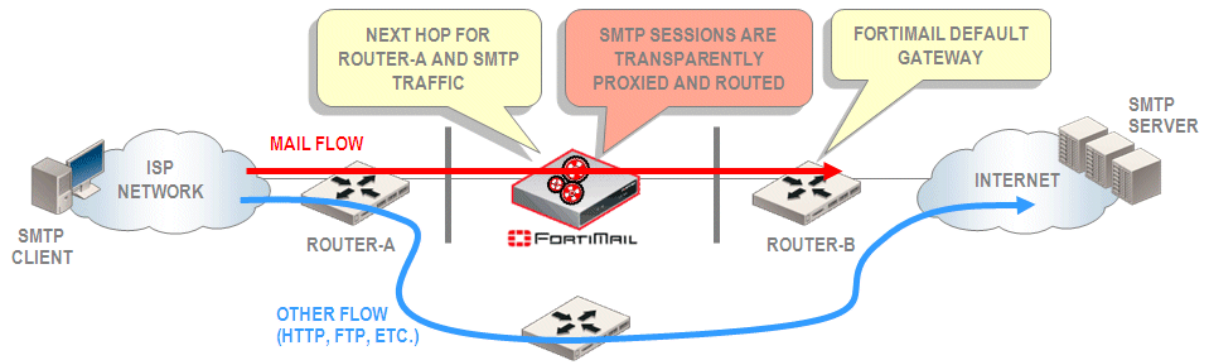 NEXT HOP FOR
ROUTER-A AND SMTP
TRAFFIC
SMTP SESSIONS ARE
TRANSPARENTLY
PROXIED AND ROUTED
FORTIMAIL DEFAULT
GATEWAY
SMTP
SERVER
MAIL FLOW
ISP
NETWORK
INTERNET
SMTP
CLIENT
ROUTER-A
FORTIMAIL
ROUTER-B
OTHER FLOW
(HTTP, FTP, ETC.)